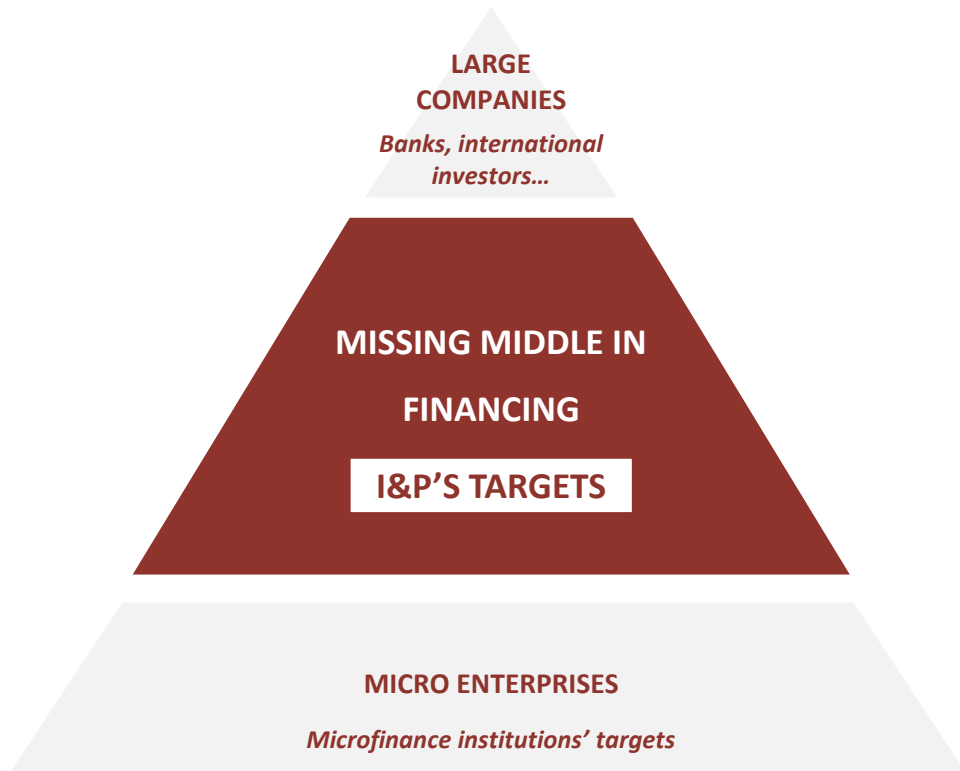 LARGE
COMPANIES
Banks, international
investors…
MISSING MIDDLE IN
FINANCING
I&P’S TARGETS
MICRO ENTERPRISES
Microfinance institutions’ targets